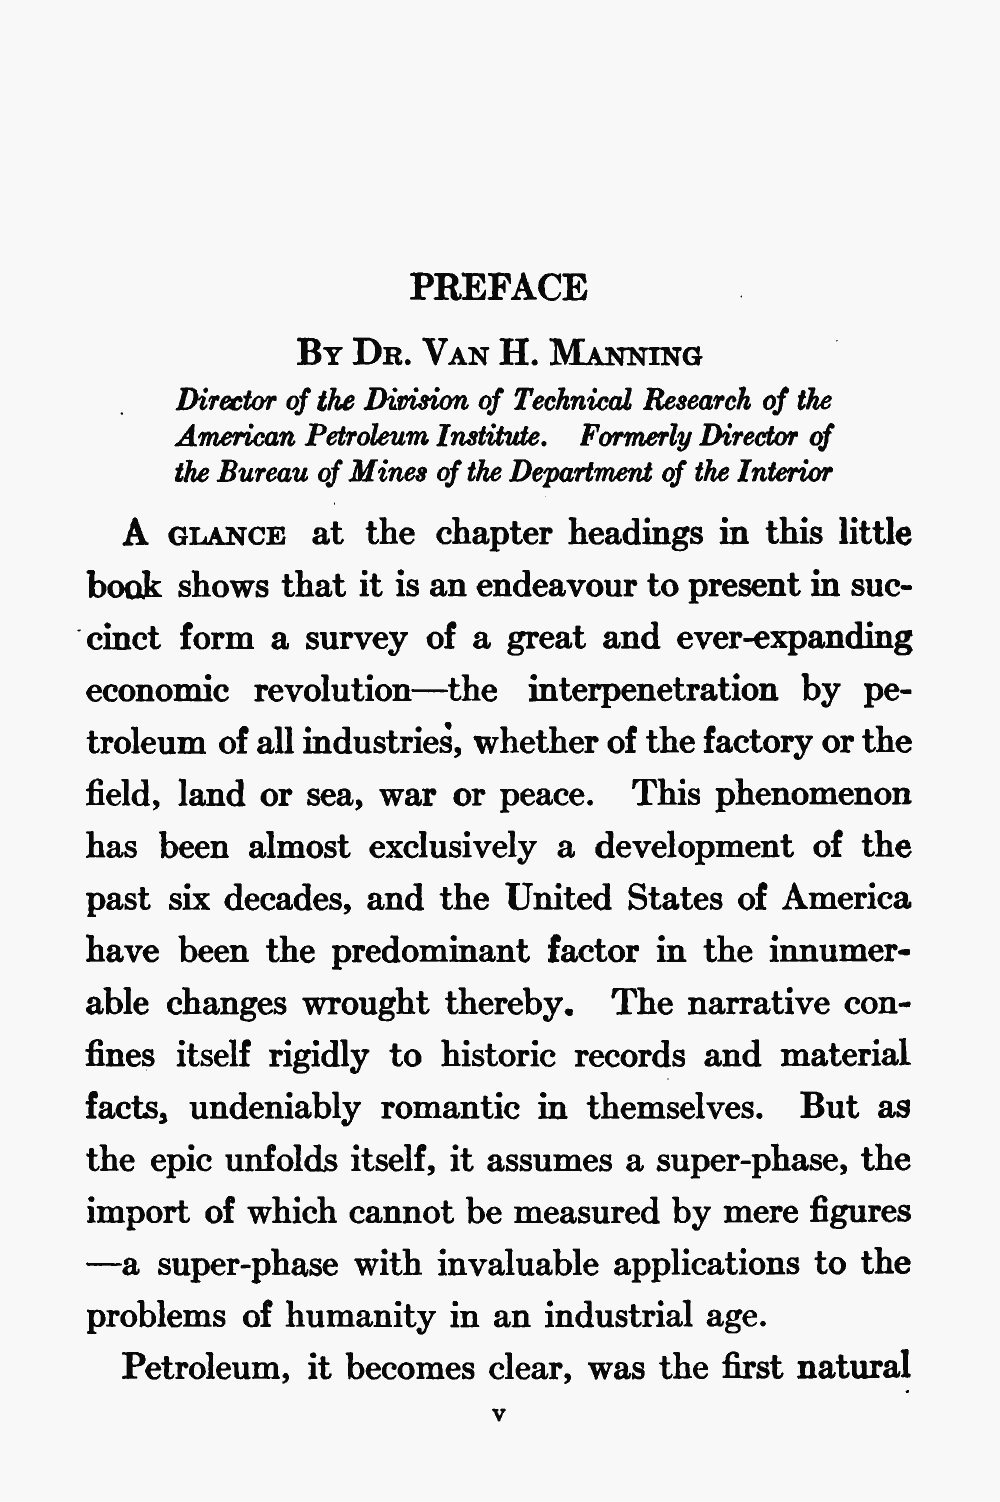 PREFACE
By Dr. Van H. Manning
Director of the Division of Technical Research of the
American Petroleum Institute. Formerly Director of
the Bureau of Mines of the Department of the Interior
A GLANCE at the chapter headings in this little
book shows that it is an endeavour to present in suc-
cinct form a survey of a great and ever-expanding
economic revolution—the interpenetration by pe-
troleum of all industries, whether of the factory or the
field, land or sea, war or peace. This phenomenon
has been almost exclusively a development of the
past six decades, and the United States of America
have been the predominant factor in the innumer-
able changes wrought thereby. The narrative con-
fines itself rigidly to historic records and material
facts, undeniably romantic in themselves. But as
the epic unfolds itself, it assumes a super-phase, the
import of which cannot be measured by mere figures
—a super-phase with invaluable applications to the
problems of humanity in an industrial age.
Petroleum, it becomes clear, was the first natural
v